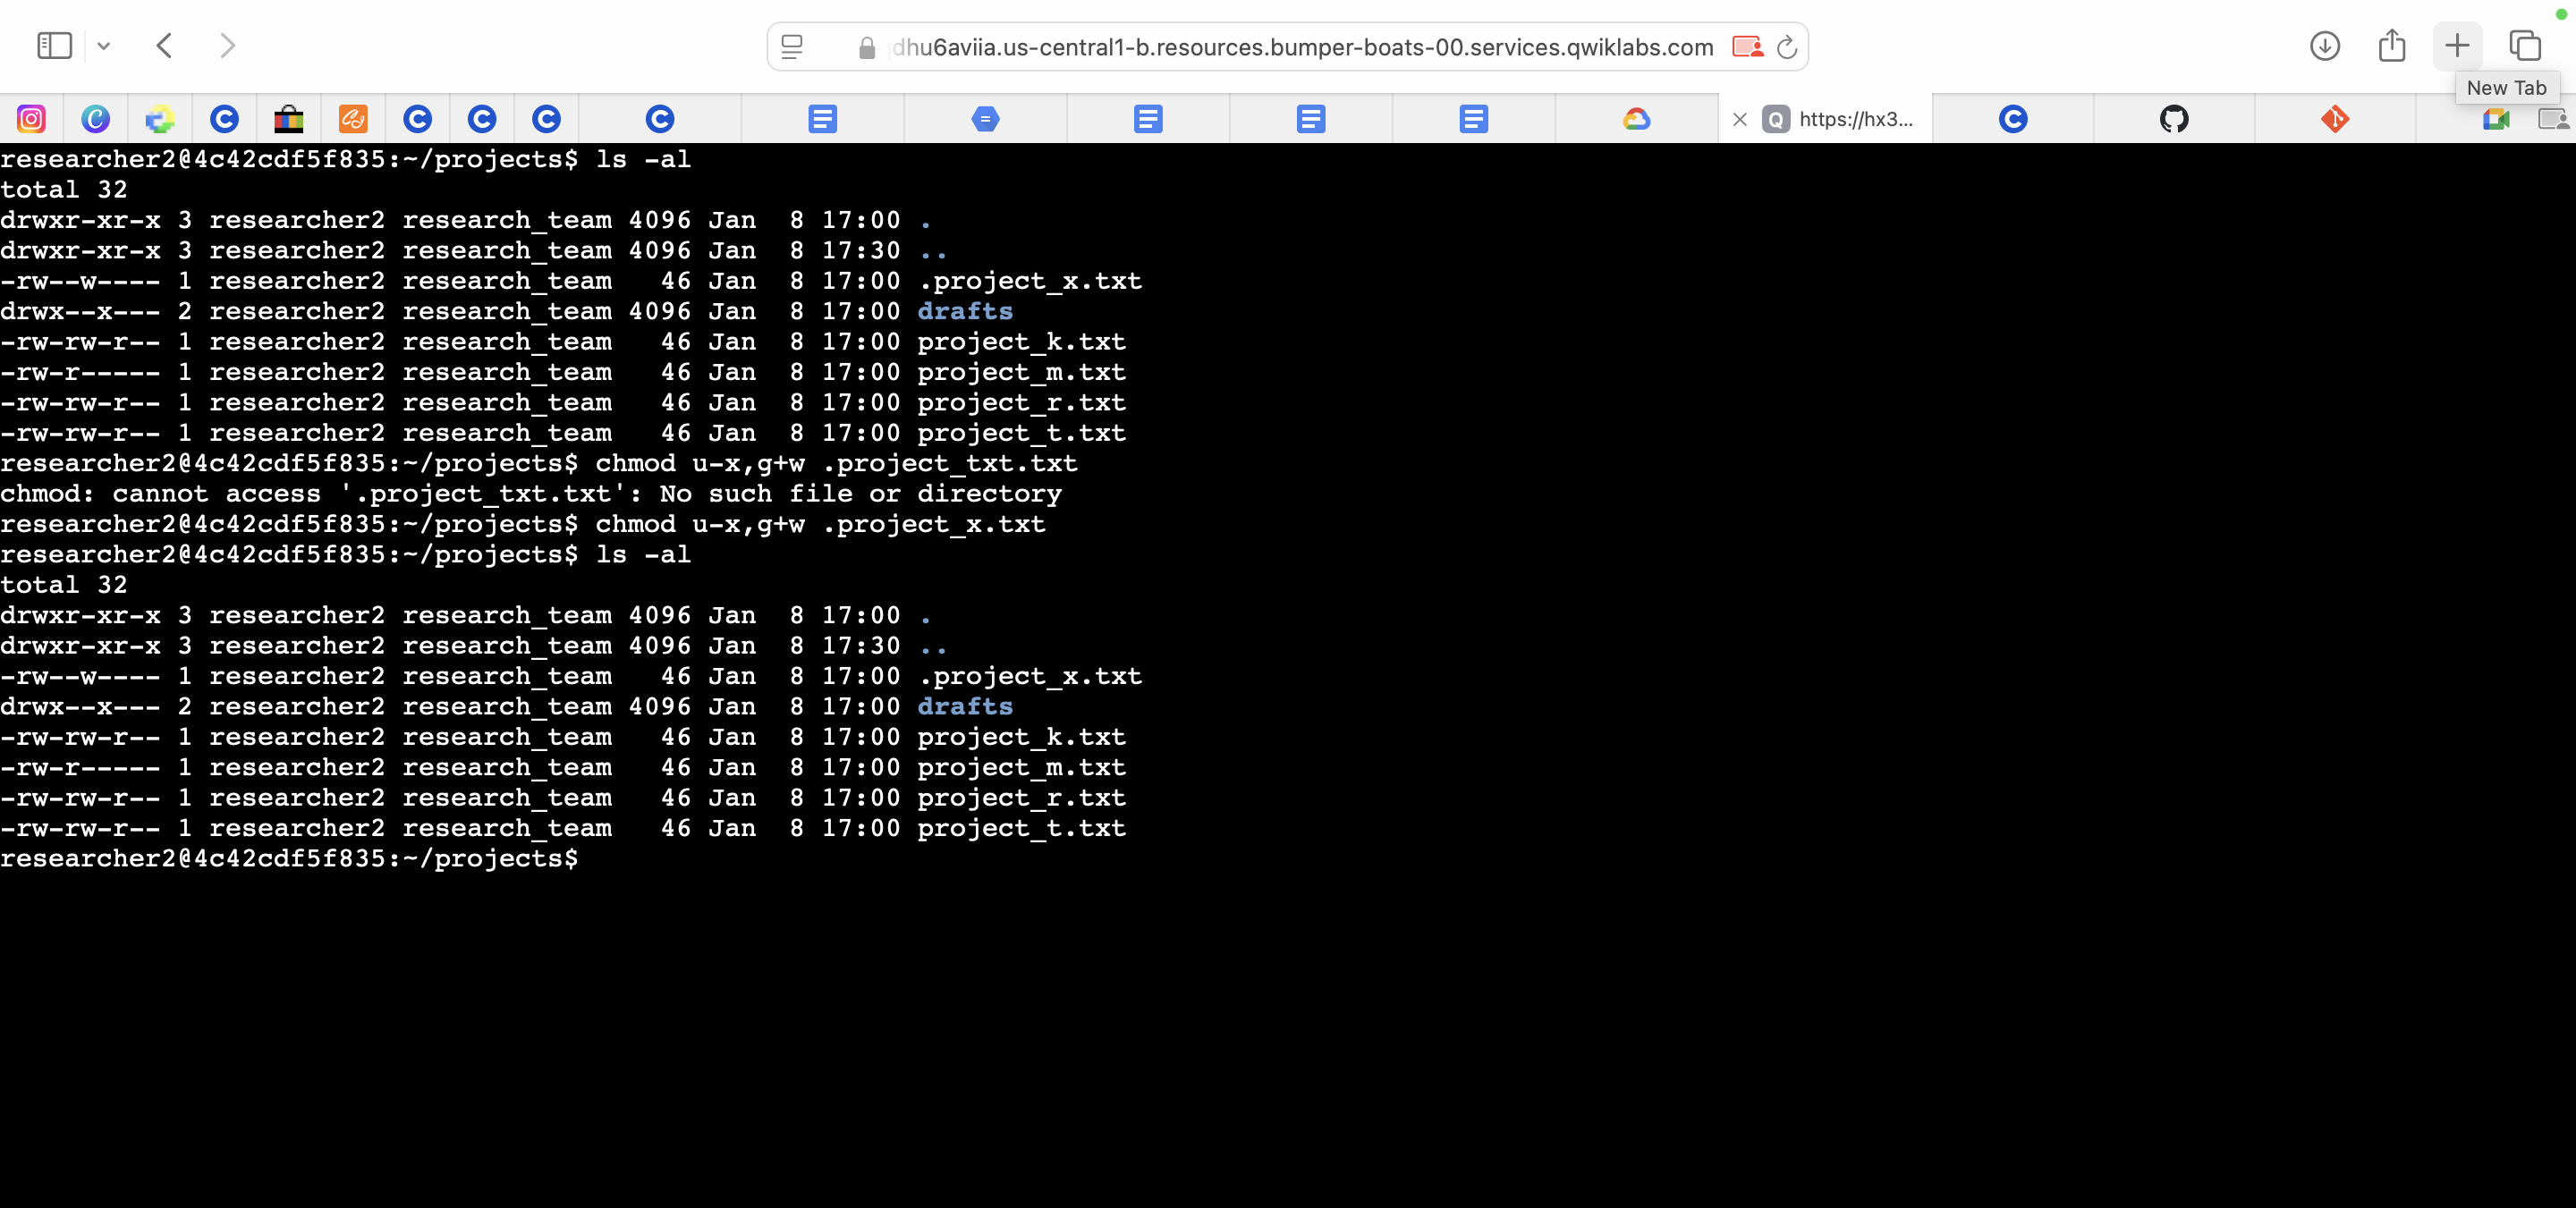 dhu6aviia.us-central1-b.resources.bumper-boats-00.services.qwiklabs.com
New Tab
https://hx3...
researcher2@4c42cdf5f835:~/projects$ ls -al
total 32
drwxr-xr-x 3 researcher2 research_team 4096 Jan  8 17:00 .
drwxr-xr-x 3 researcher2 research_team 4096 Jan  8 17:30 ..
-rw--w---- 1 researcher2 research_team   46 Jan  8 17:00 .project_x.txt
drwx--x--- 2 researcher2 research_team 4096 Jan  8 17:00 drafts
-rw-rw-r-- 1 researcher2 research_team   46 Jan  8 17:00 project_k.txt
-rw-r----- 1 researcher2 research_team   46 Jan  8 17:00 project_m.txt
-rw-rw-r-- 1 researcher2 research_team   46 Jan  8 17:00 project_r.txt
-rw-rw-r-- 1 researcher2 research_team   46 Jan  8 17:00 project_t.txt
researcher2@4c42cdf5f835:~/projects$ chmod u-x,g+w .project_txt.txt
chmod: cannot access '.project_txt.txt': No such file or directory
researcher2@4c42cdf5f835:~/projects$ chmod u-x,g+w .project_x.txt
researcher2@4c42cdf5f835:~/projects$ ls -al
total 32
drwxr-xr-x 3 researcher2 research_team 4096 Jan  8 17:00 .
drwxr-xr-x 3 researcher2 research_team 4096 Jan  8 17:30 ..
-rw--w---- 1 researcher2 research_team   46 Jan  8 17:00 .project_x.txt
drwx--x--- 2 researcher2 research_team 4096 Jan  8 17:00 drafts
-rw-rw-r-- 1 researcher2 research_team   46 Jan  8 17:00 project_k.txt
-rw-r----- 1 researcher2 research_team   46 Jan  8 17:00 project_m.txt
-rw-rw-r-- 1 researcher2 research_team   46 Jan  8 17:00 project_r.txt
-rw-rw-r-- 1 researcher2 research_team   46 Jan  8 17:00 project_t.txt
researcher2@4c42cdf5f835:~/projects$